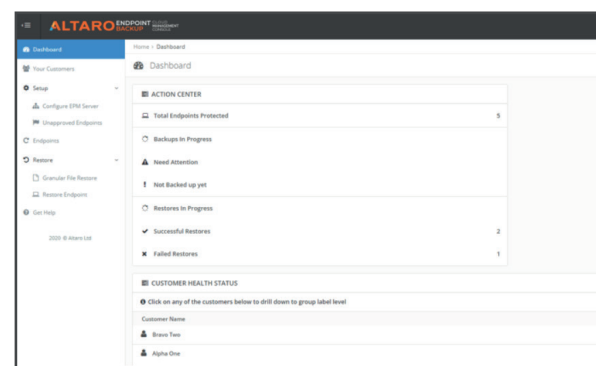 ALTARO ENDPOINT BACKUP CLOUD MANAGEMENT CONSOLE
Dashboard
Your Customers
Setup
Configure EPM Server
Unapproved Endpoints
Endpoints
Restore
Granular File Restore
Restore Endpoint
Get Help
2020 © Altaro Ltd
Home > Dashboard
Dashboard
ACTION CENTER
Total Endpoints Protected 5
Backups In Progress
Need Attention
Not Backed up yet
Restores In Progress
Successful Restores 2
Failed Restores 1
CUSTOMER HEALTH STATUS
Click on any of the customers below to drill down to group label level
Customer Name
Bravo Two
Alpha One